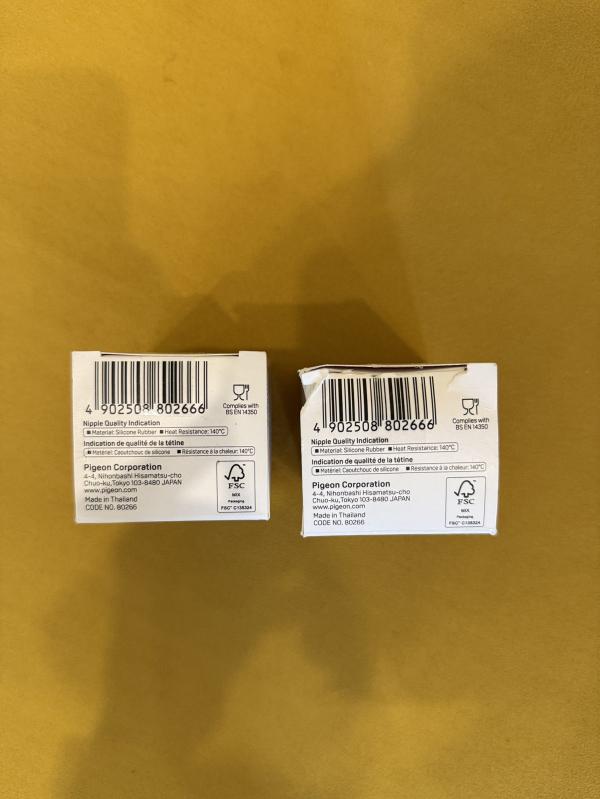 4 902508 802666
Complies with
BS EN 14350
Nipple Quality Indication
■ Material: Silicone Rubber ■ Heat Resistance: 140°C
Indication de qualité de la tétine
■ Matériel: Caoutchouc de silicone ■ Résistance à la chaleur: 140°C
Pigeon Corporation
4-4, Nihonbashi Hisamatsu-cho
Chuo-ku, Tokyo 103-8480 JAPAN
www.pigeon.com
Made in Thailand
CODE NO. 80266
FSC
MIX
Packaging
FSC™ C138324
4 902508 802666
Complies with
BS EN 14350
Nipple Quality Indication
■ Material: Silicone Rubber ■ Heat Resistance: 140°C
Indication de qualité de la tétine
■ Matériel: Caoutchouc de silicone ■ Résistance à la chaleur: 140°C
Pigeon Corporation
4-4, Nihonbashi Hisamatsu-cho
Chuo-ku, Tokyo 103-8480 JAPAN
www.pigeon.com
Made in Thailand
CODE NO. 80266
FSC
MIX
Packaging
FSC™ C138324